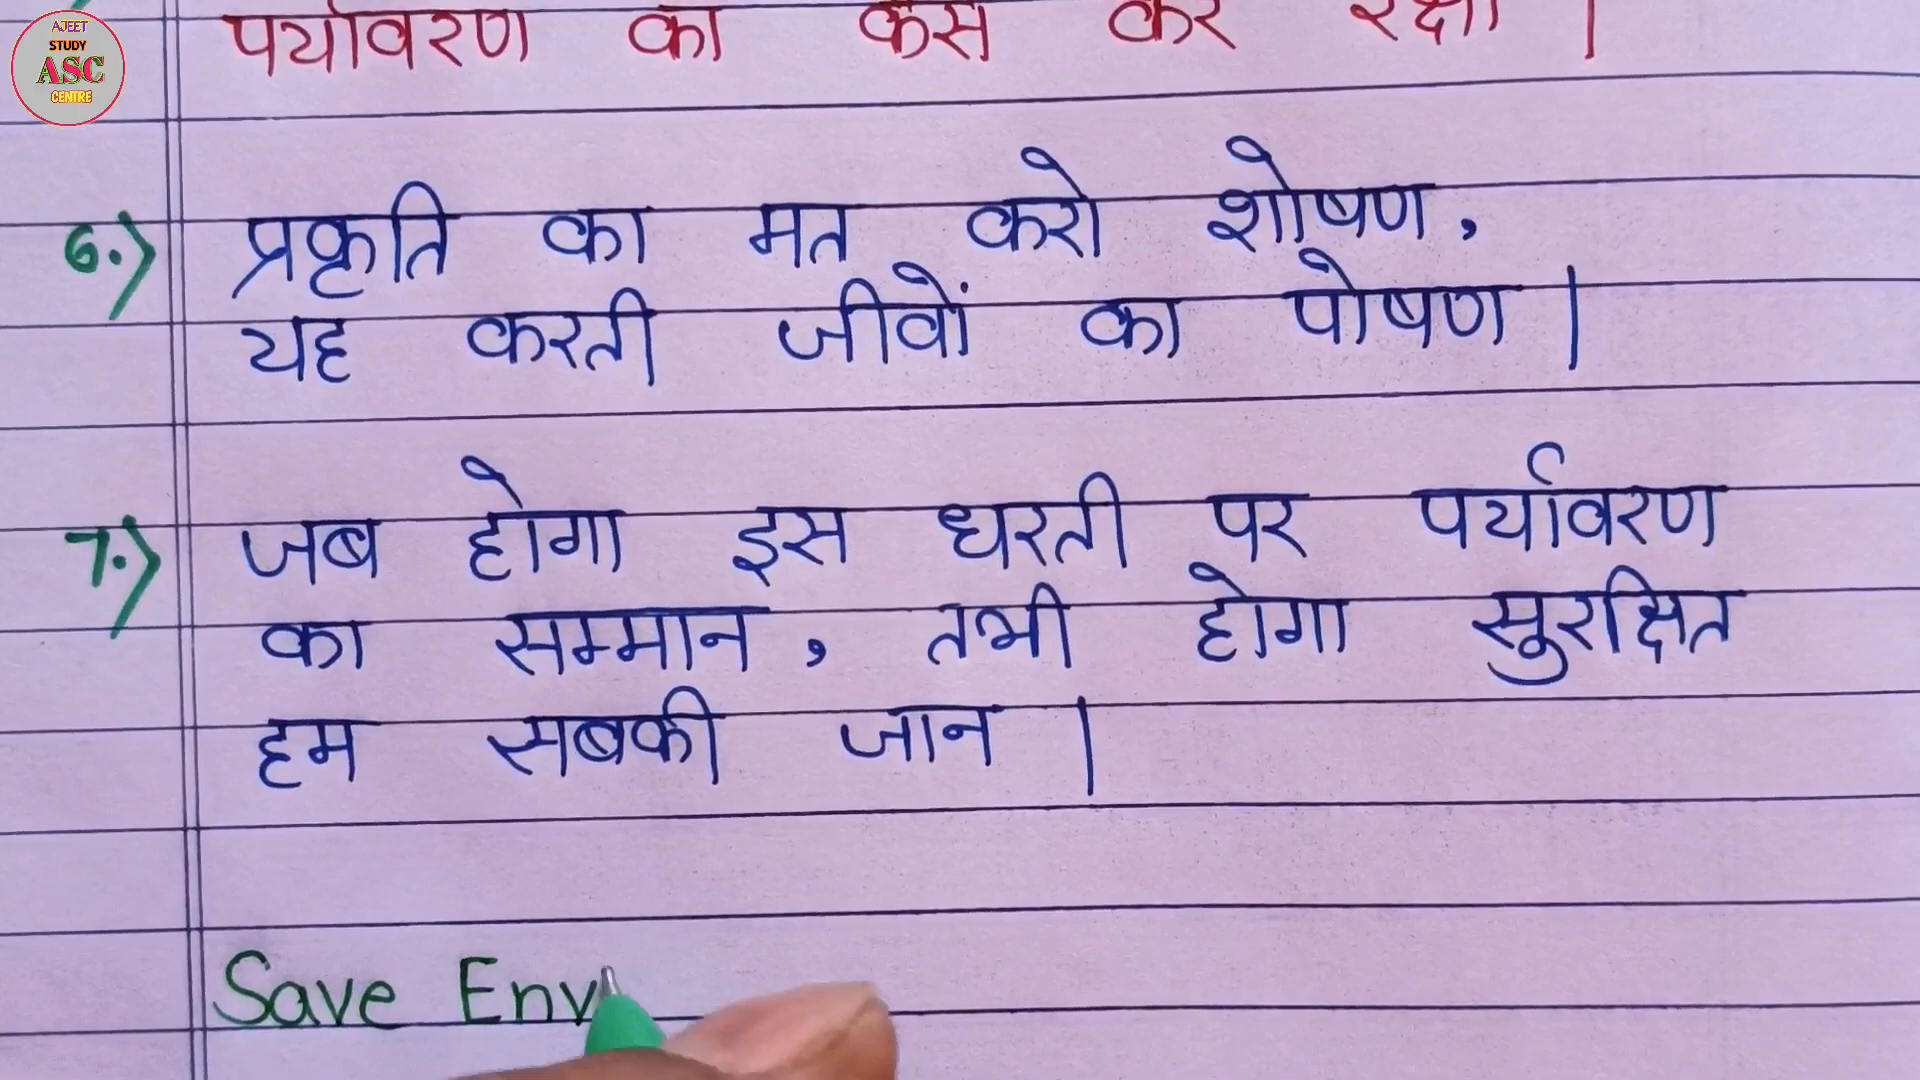 AJEET
STUDY
ASC
CENTRE
पर्यावरण का कस कर रक्षा |
6.) प्रकृति का मत करो शोषण,
यह करती जीवों का पोषण |
7.) जब होगा इस धरती पर पर्यावरण
का सम्मान, तभी होगा सुरक्षित
हम सबकी जान |
Save Env